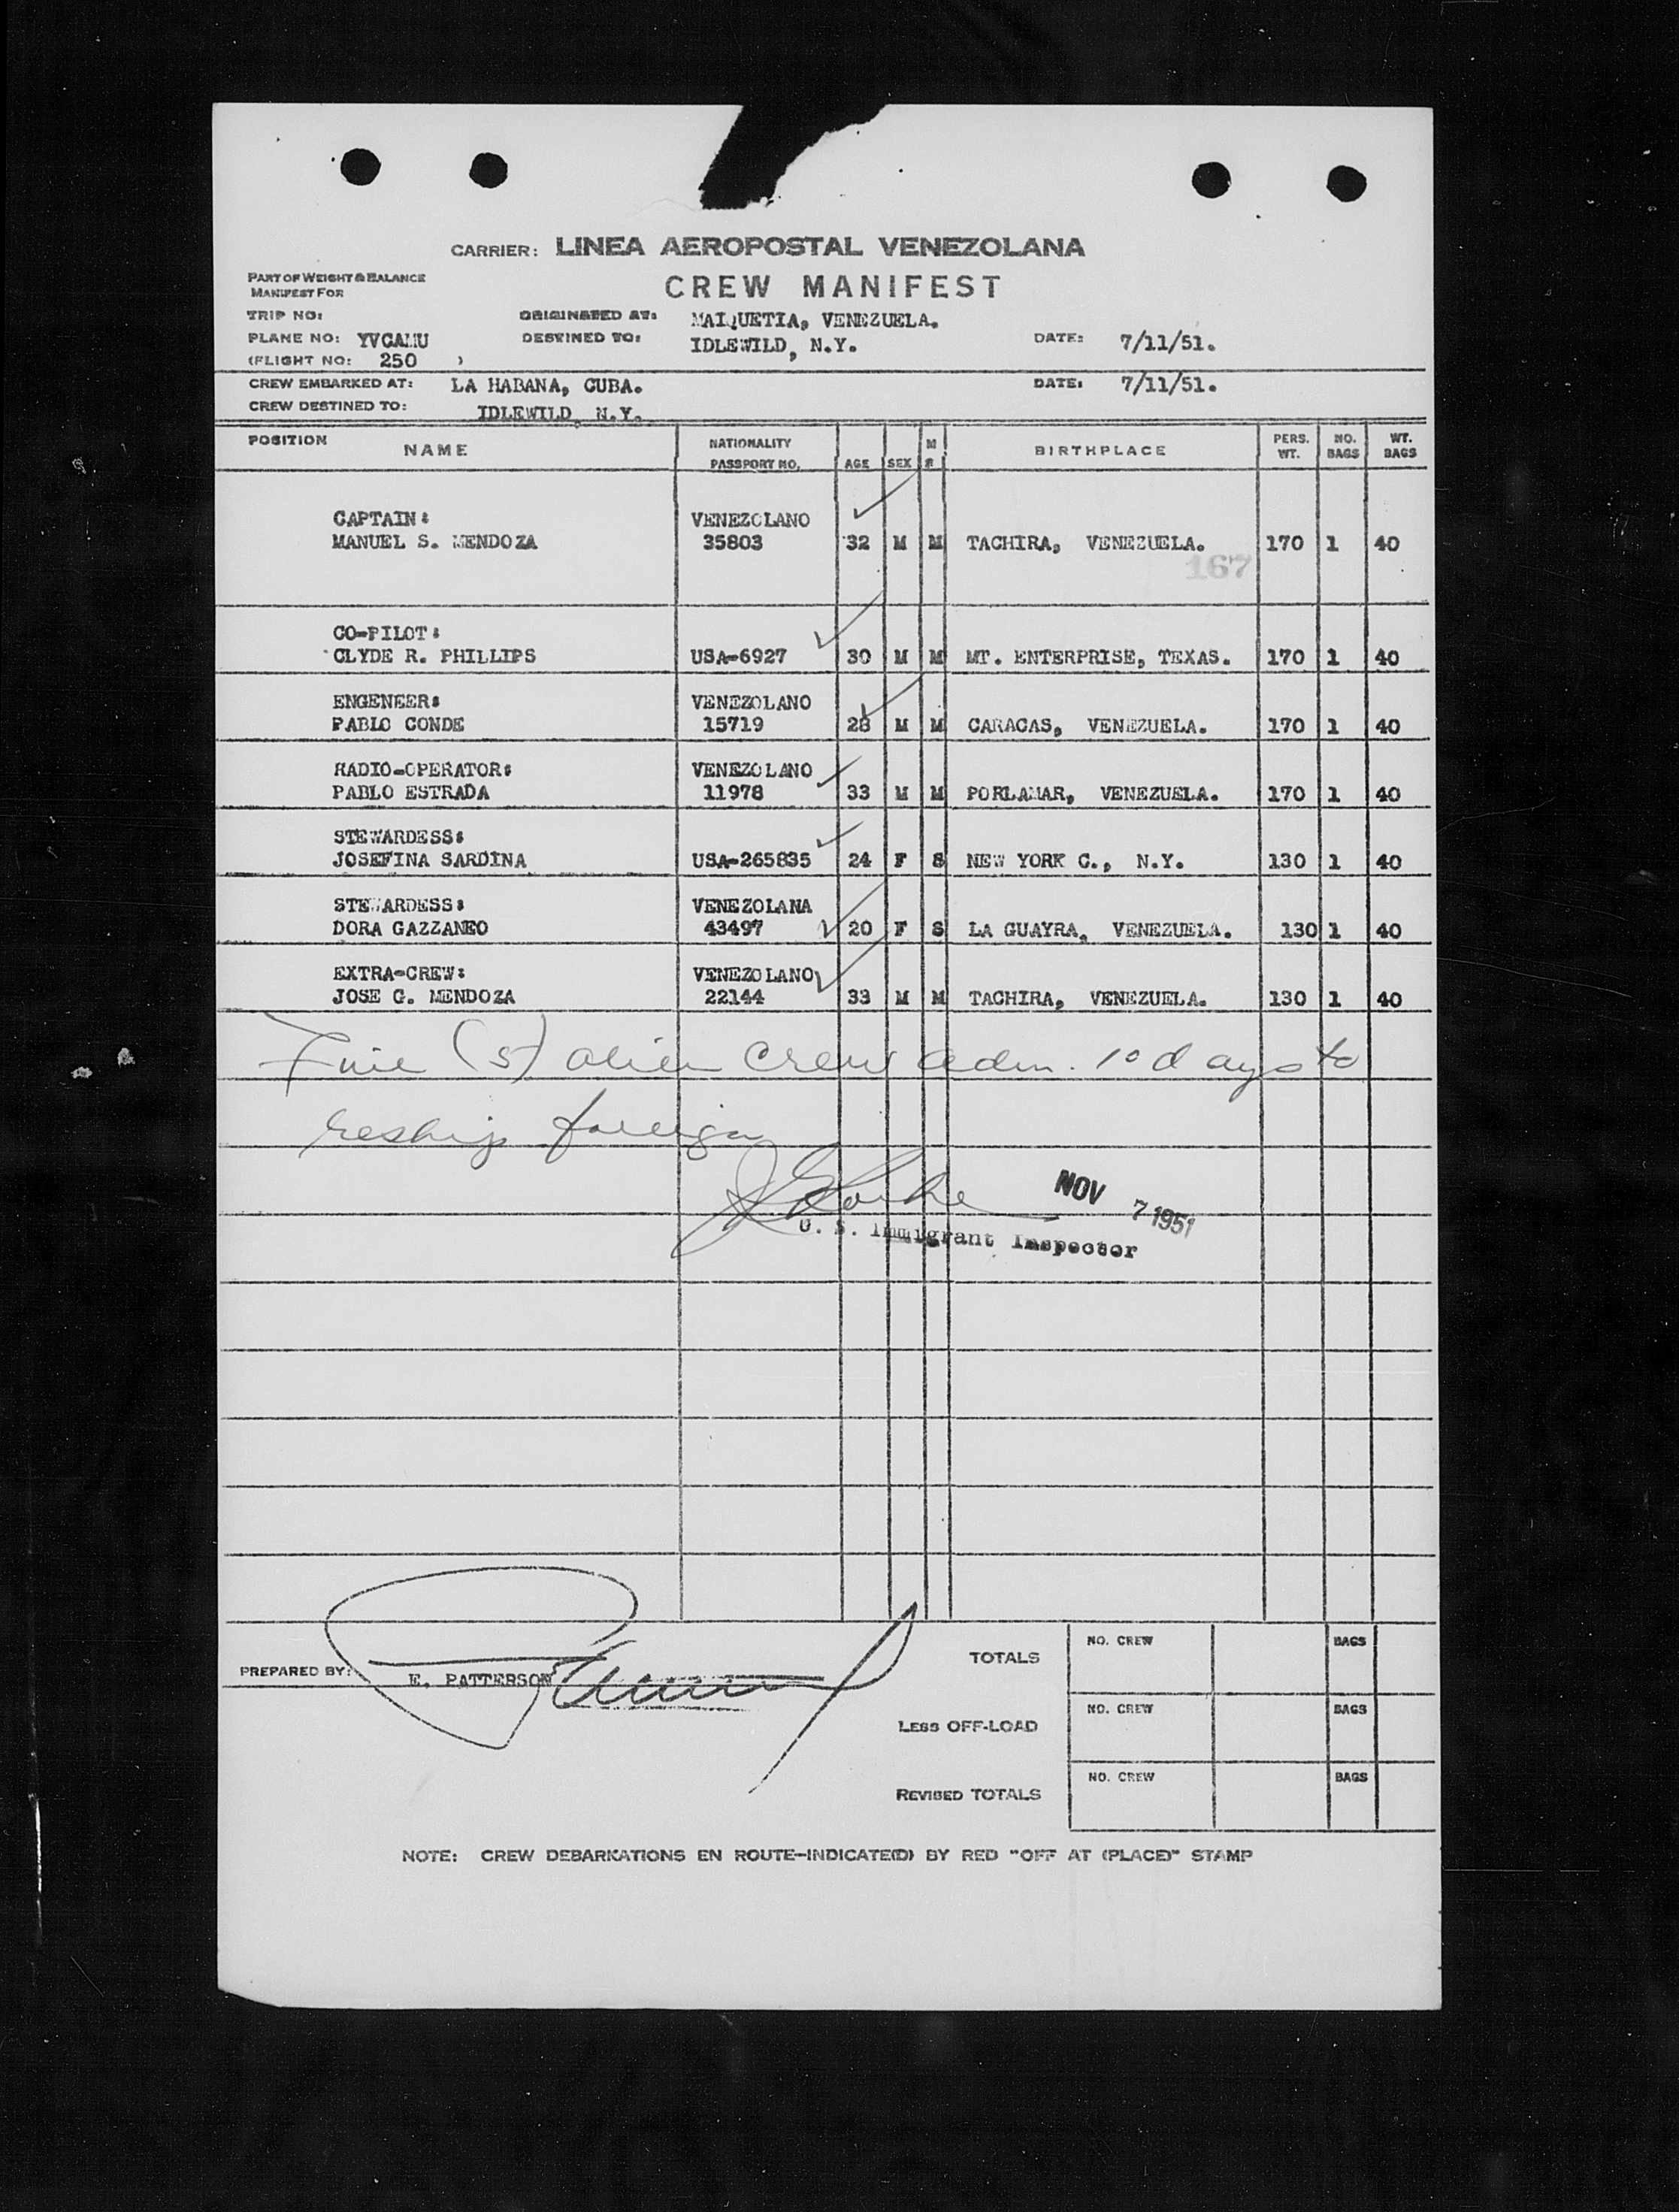 CARRIER: LINEA AEROPOSTAL VENEZOLANA
PART OF WEIGHT & BALANCE
MANIFEST FOR
CREW MANIFEST
TRIP NO: ORIGINATED AT: MAIQUETIA, VENEZUELA.
PLANE NO: YVCAMU DESTINED TO: IDLEWILD, N.Y. DATE: 7/11/51.
(FLIGHT NO: 250 )
CREW EMBARKED AT: LA HABANA, CUBA. DATE: 7/11/51.
CREW DESTINED TO: IDLEWILD, N.Y.
POSITION NAME NATIONALITY PASSPORT NO. AGE SEX M BIRTHPLACE PERS. WT. NO. BAGS WT. BAGS
CAPTAIN: VENEZOLANO
MANUEL S. MENDOZA 35803 32 M M TACHIRA, VENEZUELA. 170 1 40
167
CO-PILOT:
CLYDE R. PHILLIPS USA-6927 30 M M MT. ENTERPRISE, TEXAS. 170 1 40
ENGENEER: VENEZOLANO
PABLO CONDE 15719 28 M M CARACAS, VENEZUELA. 170 1 40
RADIO-OPERATOR: VENEZOLANO
PABLO ESTRADA 11978 33 M M PORLAMAR, VENEZUELA. 170 1 40
STEWARDESS:
JOSEFINA SARDINA USA-265835 24 F S NEW YORK C., N.Y. 130 1 40
STEWARDESS: VENEZOLANA
DORA GAZZANEO 43497 20 F S LA GUAYRA, VENEZUELA. 130 1 40
EXTRA-CREW: VENEZOLANO
JOSE G. MENDOZA 22144 33 M M TACHIRA, VENEZUELA. 130 1 40
Five (5) alien crew adm. 10 days to
reship foreign
NOV 7 1951
U. S. Immigrant Inspector
PREPARED BY: E. PATTERSON
TOTALS NO. CREW BAGS
LESS OFF-LOAD NO. CREW BAGS
REVISED TOTALS NO. CREW BAGS
NOTE: CREW DEBARKATIONS EN ROUTE-INDICATE(D) BY RED "OFF AT (PLACE)" STAMP